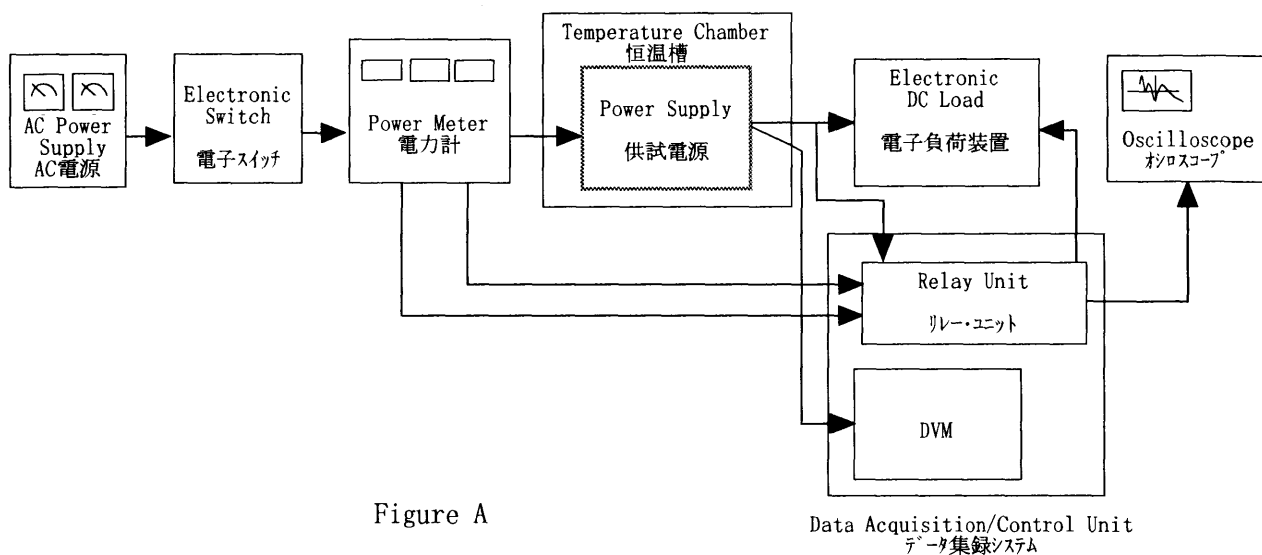 AC Power
Supply
AC電源
Electronic
Switch
電子スイッチ
Power Meter
電力計
Temperature Chamber
恒温槽
Power Supply
供試電源
Electronic
DC Load
電子負荷装置
Oscilloscope
オシロスコープ
Relay Unit
リレー・ユニット
DVM
Figure A
Data Acquisition/Control Unit
データ集録システム